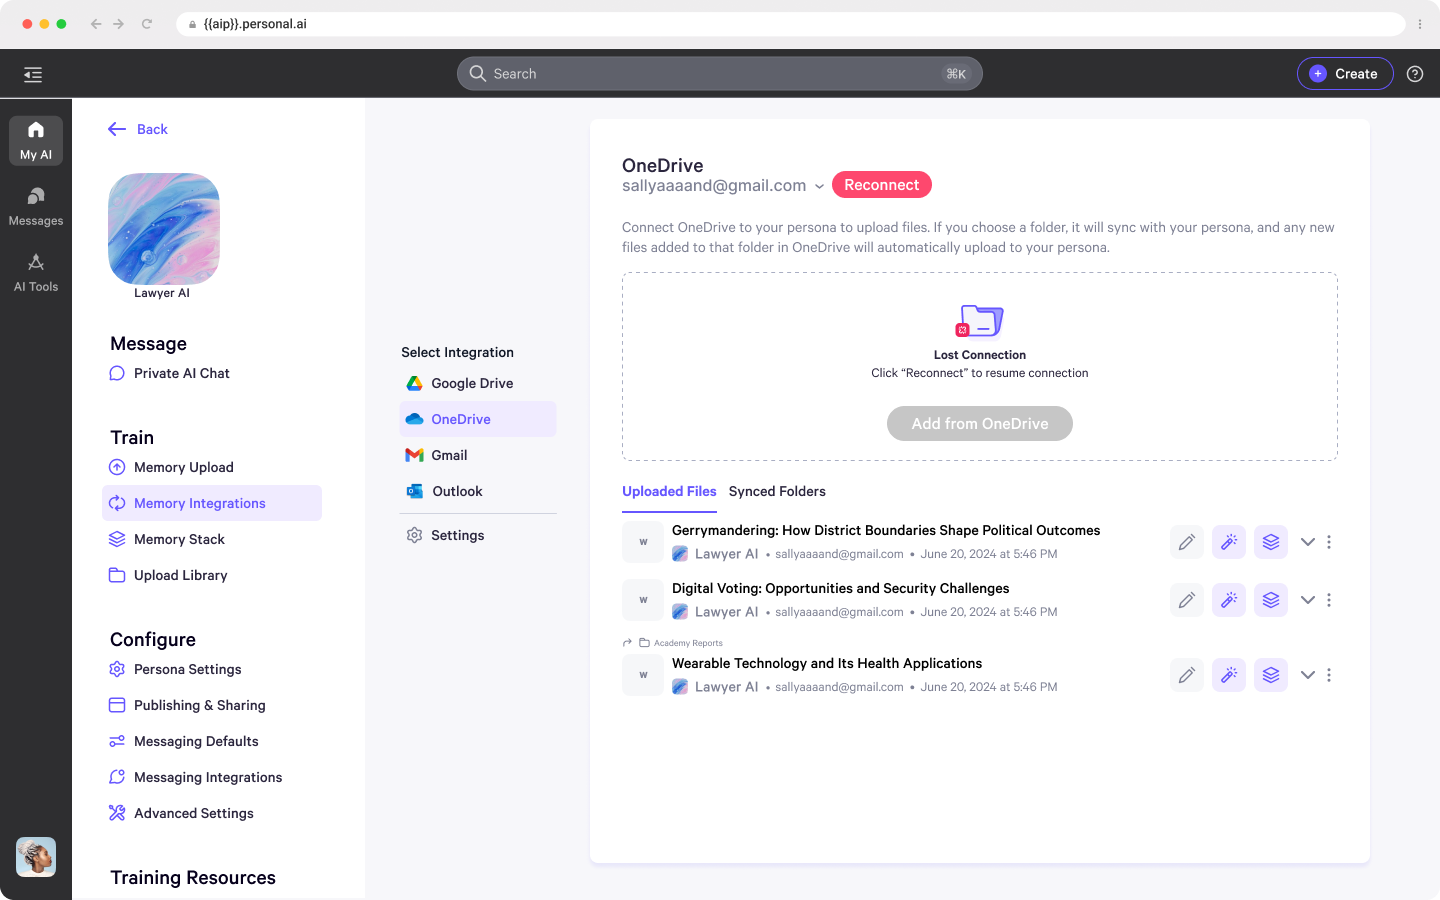 {{aip}}.personal.ai
Search
⌘K
+ Create
?
My AI
Messages
AI Tools
Back
Lawyer AI
Message
Private AI Chat
Train
Memory Upload
Memory Integrations
Memory Stack
Upload Library
Configure
Persona Settings
Publishing & Sharing
Messaging Defaults
Messaging Integrations
Advanced Settings
Training Resources
Select Integration
Google Drive
OneDrive
Gmail
Outlook
Settings
OneDrive
sallyaaaand@gmail.com
Reconnect
Connect OneDrive to your persona to upload files. If you choose a folder, it will sync with your persona, and any new
files added to that folder in OneDrive will automatically upload to your persona.
Lost Connection
Click “Reconnect” to resume connection
Add from OneDrive
Uploaded Files
Synced Folders
W
Gerrymandering: How District Boundaries Shape Political Outcomes
Lawyer AI • sallyaaaand@gmail.com • June 20, 2024 at 5:46 PM
W
Digital Voting: Opportunities and Security Challenges
Lawyer AI • sallyaaaand@gmail.com • June 20, 2024 at 5:46 PM
Academy Reports
W
Wearable Technology and Its Health Applications
Lawyer AI • sallyaaaand@gmail.com • June 20, 2024 at 5:46 PM